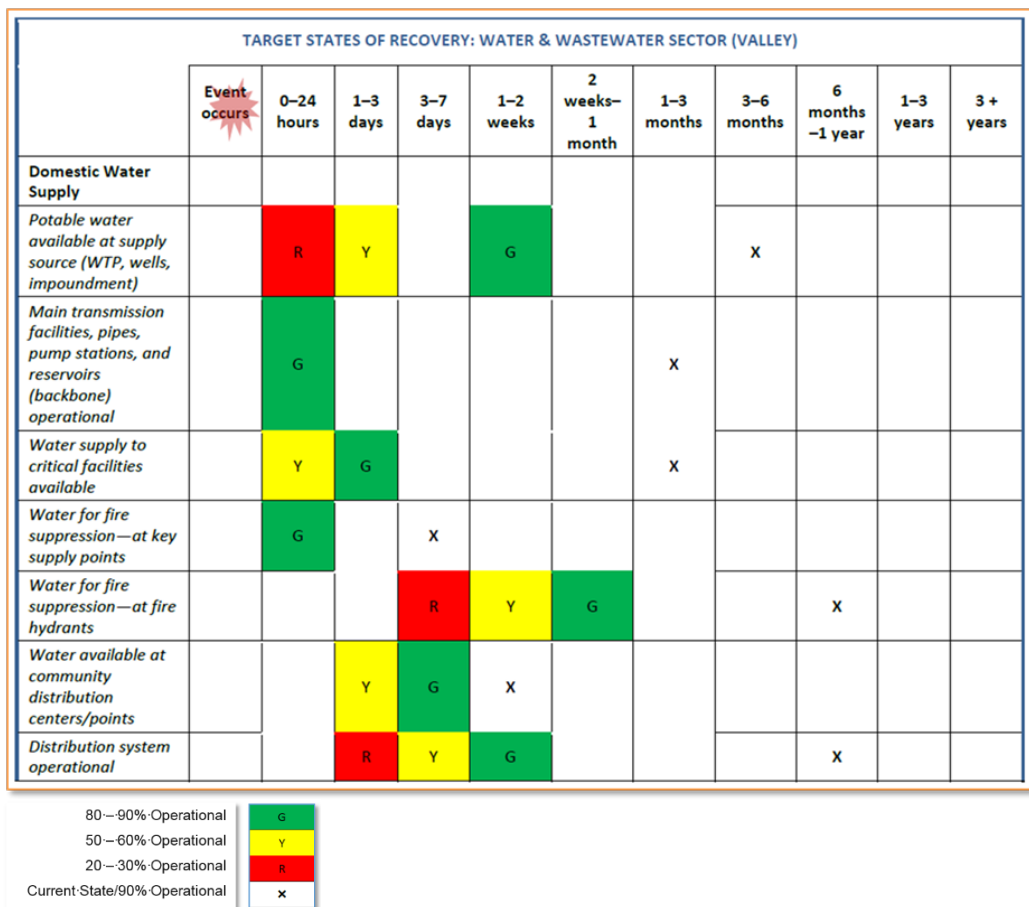 TARGET STATES OF RECOVERY: WATER & WASTEWATER SECTOR (VALLEY)
Event
occurs
0–24
hours
1–3
days
3–7
days
1–2
weeks
2
weeks–
1
month
1–3
months
3–6
months
6
months
–1 year
1–3
years
3 +
years
Domestic Water
Supply
Potable water
available at supply
source (WTP, wells,
impoundment)
R
Y
G
X
Main transmission
facilities, pipes,
pump stations, and
reservoirs
(backbone)
operational
G
X
Water supply to
critical facilities
available
Y
G
X
Water for fire
suppression—at key
supply points
G
X
Water for fire
suppression—at fire
hydrants
R
Y
G
X
Water available at
community
distribution
centers/points
Y
G
X
Distribution system
operational
R
Y
G
X
80·–·90%·Operational
G
50·–·60%·Operational
Y
20·–·30%·Operational
R
Current·State/90%·Operational
X